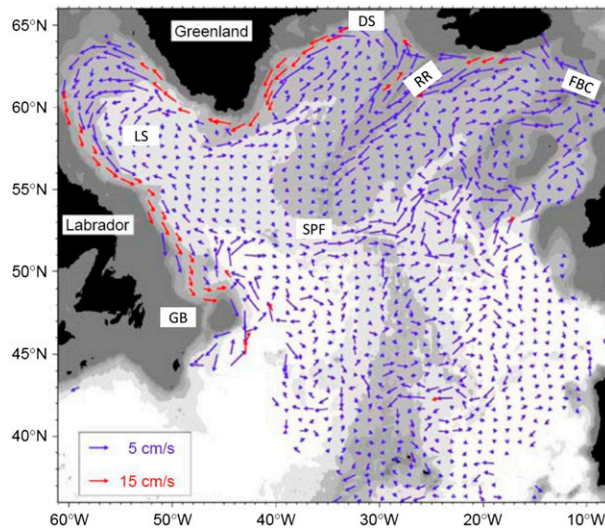 65°N
60°N
55°N
50°N
45°N
40°N
Greenland
DS
RR
FBC
LS
Labrador
SPF
GB
5 cm/s
15 cm/s
60°W
50°W
40°W
30°W
20°W
10°W